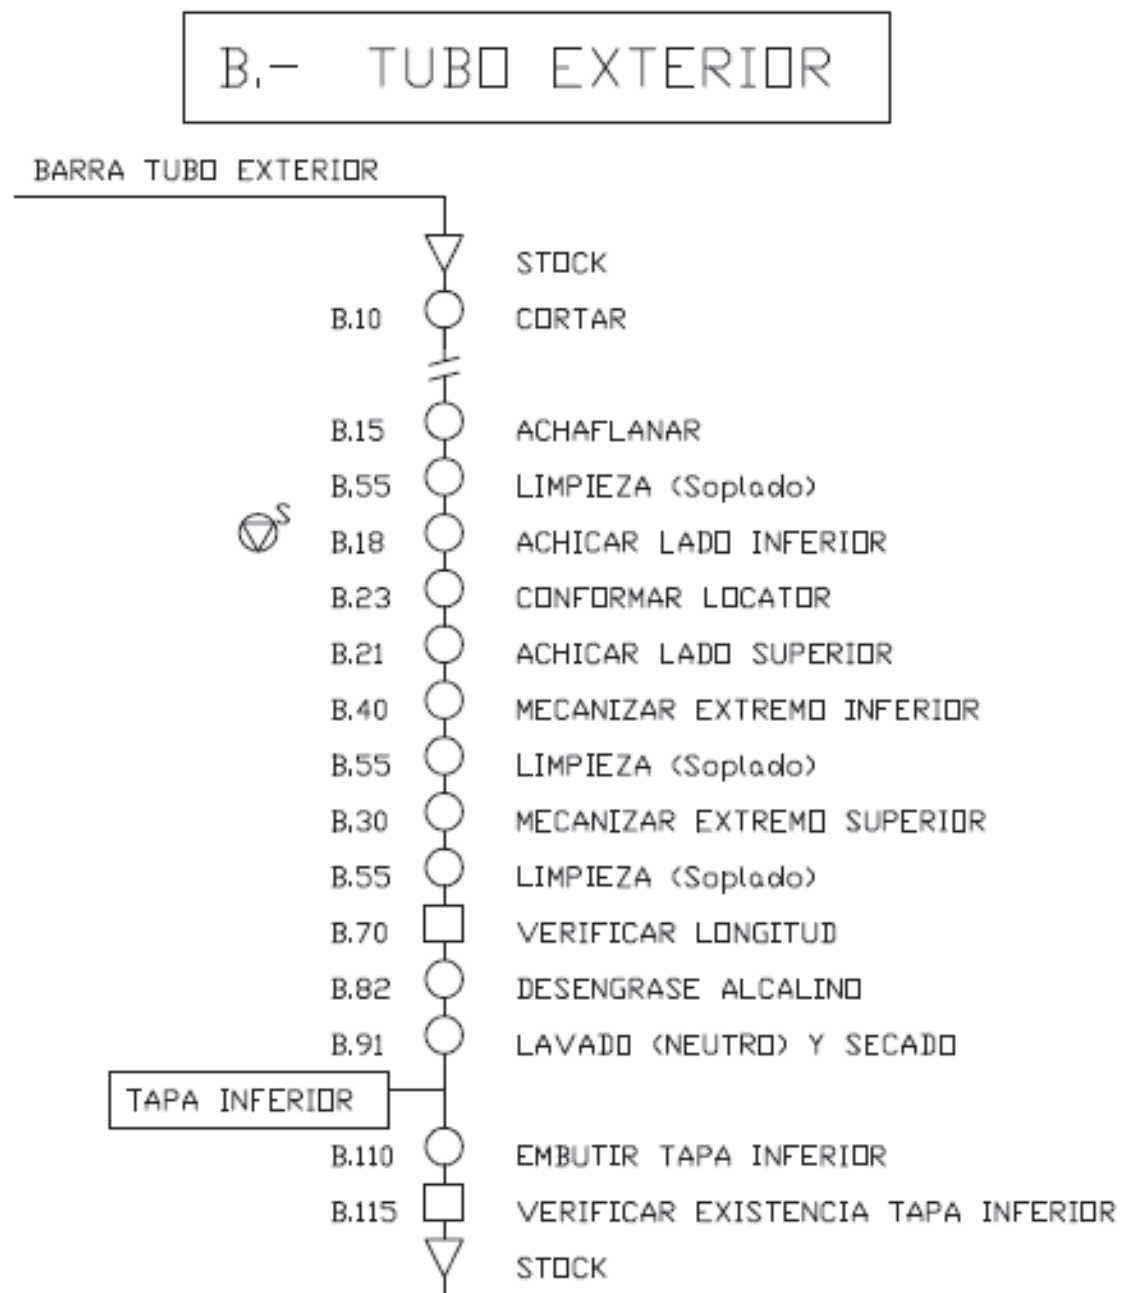 B.- TUBO EXTERIOR
BARRA TUBO EXTERIOR
STOCK
B.10 CORTAR
B.15 ACHAFLANAR
B.55 LIMPIEZA (Soplado)
S
B.18 ACHICAR LADO INFERIOR
B.23 CONFORMAR LOCATOR
B.21 ACHICAR LADO SUPERIOR
B.40 MECANIZAR EXTREMO INFERIOR
B.55 LIMPIEZA (Soplado)
B.30 MECANIZAR EXTREMO SUPERIOR
B.55 LIMPIEZA (Soplado)
B.70 VERIFICAR LONGITUD
B.82 DESENGRASE ALCALINO
B.91 LAVADO (NEUTRO) Y SECADO
TAPA INFERIOR
B.110 EMBUTIR TAPA INFERIOR
B.115 VERIFICAR EXISTENCIA TAPA INFERIOR
STOCK